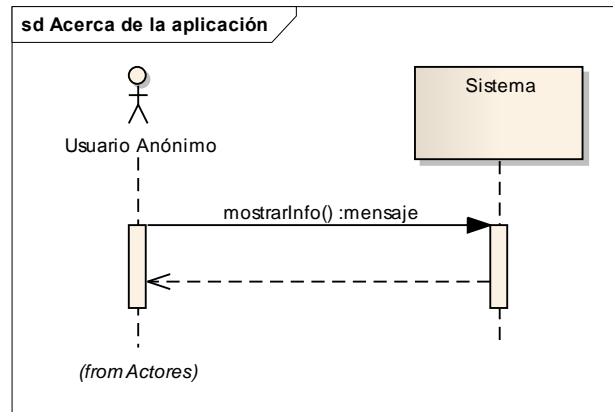 sd Acerca de la aplicación
Sistema
Usuario Anónimo
mostrarInfo() :mensaje
(from Actores)